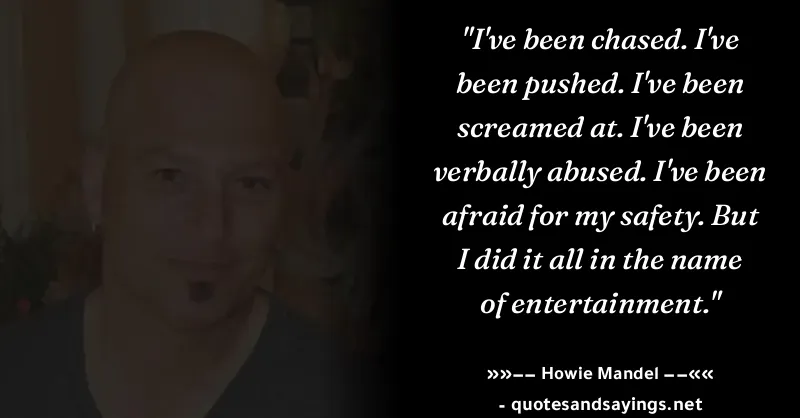 "I've been chased. I've
been pushed. I've been
screamed at. I've been
verbally abused. I've been
afraid for my safety. But
I did it all in the name
of entertainment."
»»−− Howie Mandel −−««
- quotesandsayings.net